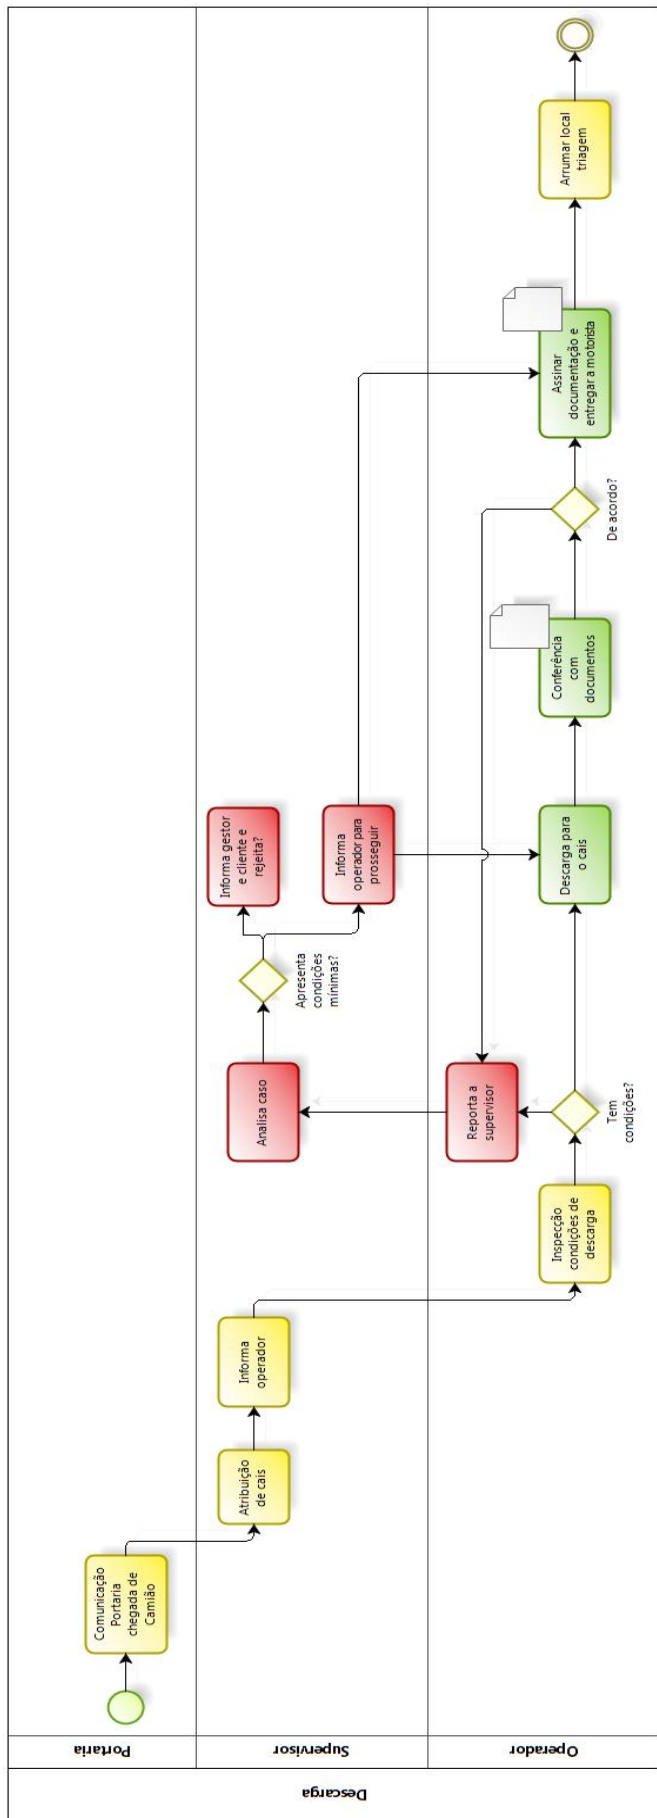 Descarga
Portaria
Supervisor
Operador
Comunicação
Portaria
chegada de
Camião
Atribuição
de cais
Informa
operador
Inspecção
condições de
descarga
Tem
condições?
Reporta a
supervisor
Analisa caso
Apresenta
condições
mínimas?
Informa gestor
e cliente e
rejeita?
Informa
operador para
prosseguir
Descarga para
o cais
Conferência
com
documentos
De acordo?
Assinar
documentação e
entregar a motorista
Arrumar local
triagem